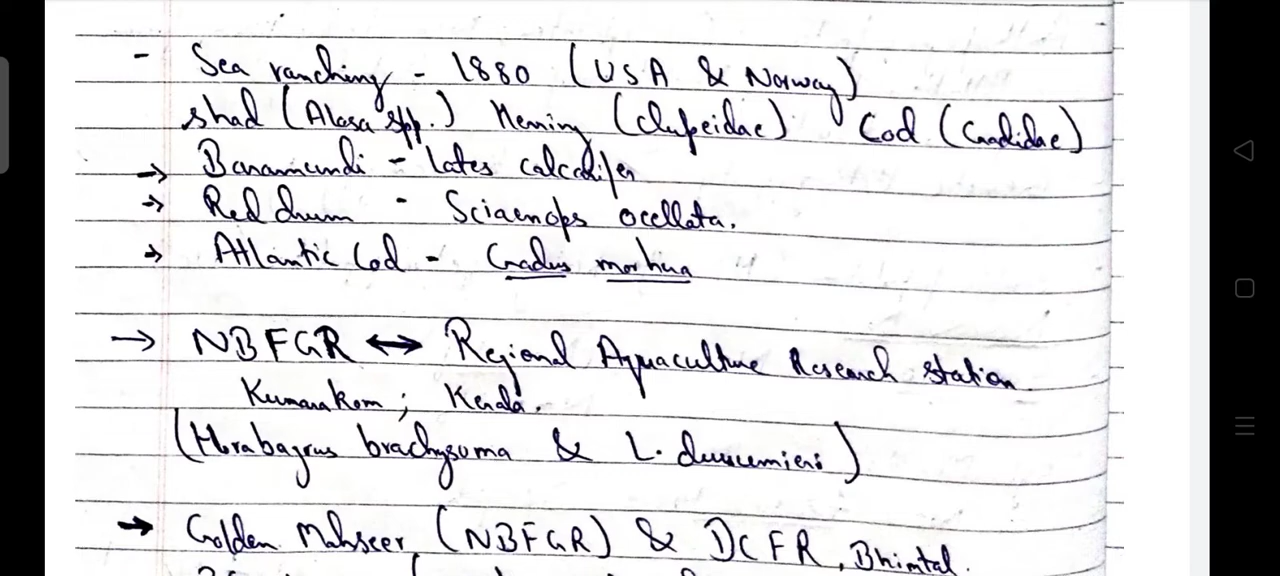 - Sea ranching - 1880 (USA & Norway)
shad (Alosa spp.) Herring (Clupeidae) Cod (Gadidae)
→ Baramundi - Lates calcarifer
→ Red drum - Sciaenops ocellata.
→ Atlantic Cod - Gadus morhua
→ NBFGR ↔ Regional Aquaculture Research station
Kumarakom; Kerala.
(Horabagrus brachysoma & L. dussumieri)
→ Golden Mahseer (NBFGR) & DCFR, Bhimtal.